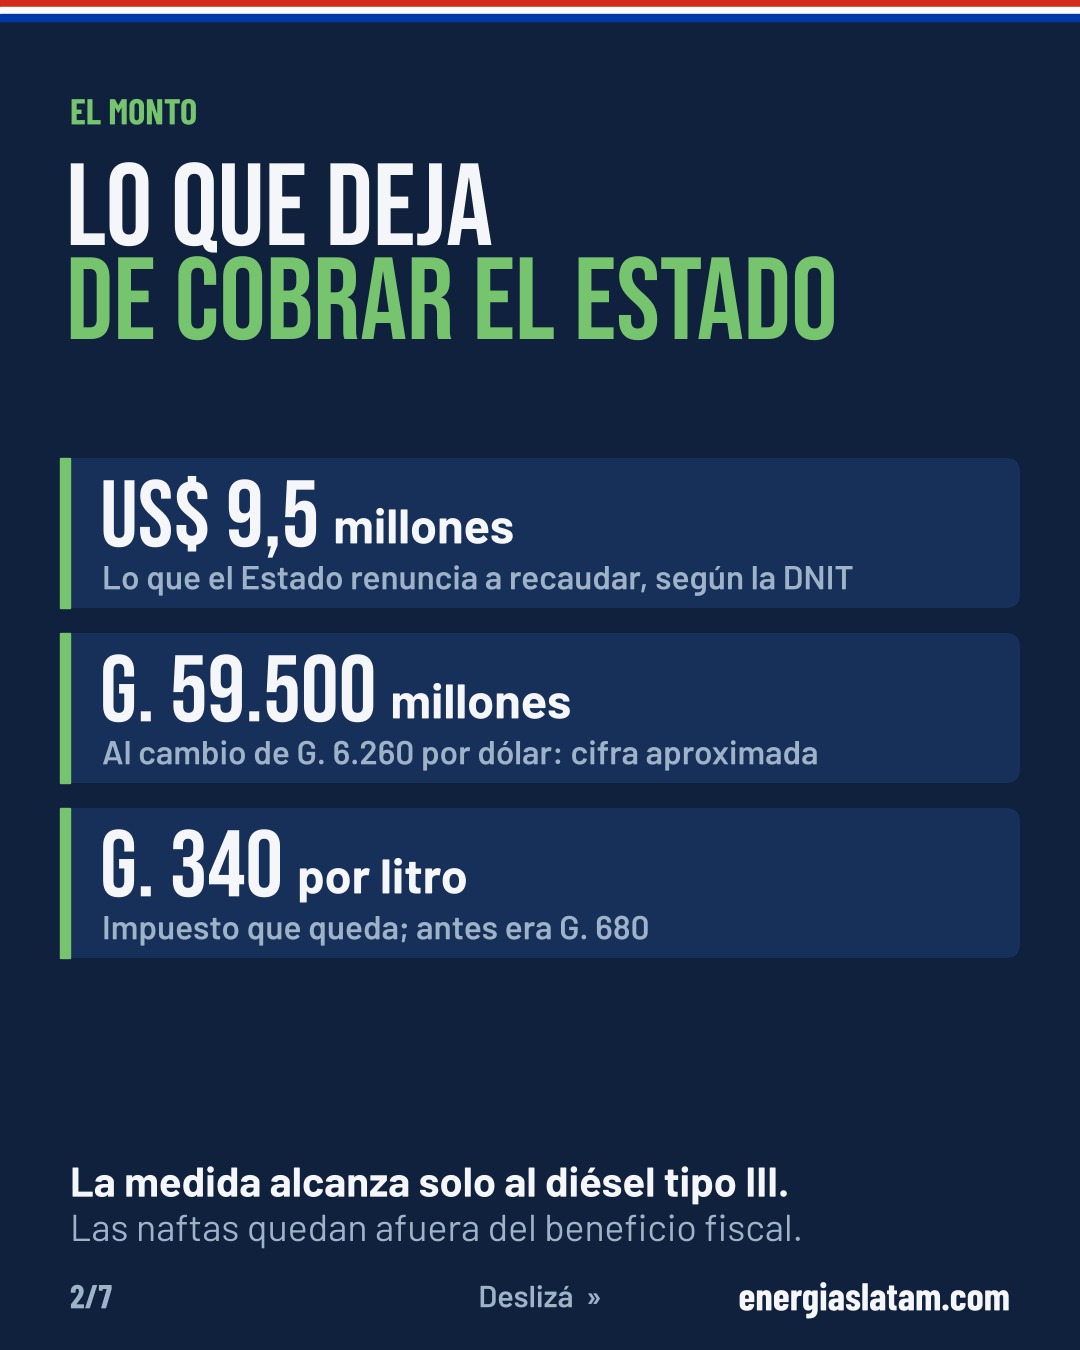 EL MONTO
LO QUE DEJA
DE COBRAR EL ESTADO
US$ 9,5 millones
Lo que el Estado renuncia a recaudar, según la DNIT
G. 59.500 millones
Al cambio de G. 6.260 por dólar: cifra aproximada
G. 340 por litro
Impuesto que queda; antes era G. 680
La medida alcanza solo al diésel tipo III.
Las naftas quedan afuera del beneficio fiscal.
2/7
Deslizá »
energiaslatam.com